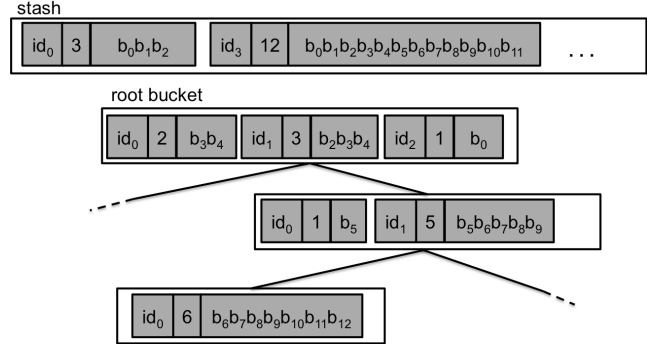 stash
id₀ 3 b₀b₁b₂ id₃ 12 b₀b₁b₂b₃b₄b₅b₆b₇b₈b₉b₁₀b₁₁ ...
root bucket
id₀ 2 b₃b₄ id₁ 3 b₂b₃b₄ id₂ 1 b₀
id₀ 1 b₅ id₁ 5 b₅b₆b₇b₈b₉
id₀ 6 b₆b₇b₈b₉b₁₀b₁₁b₁₂